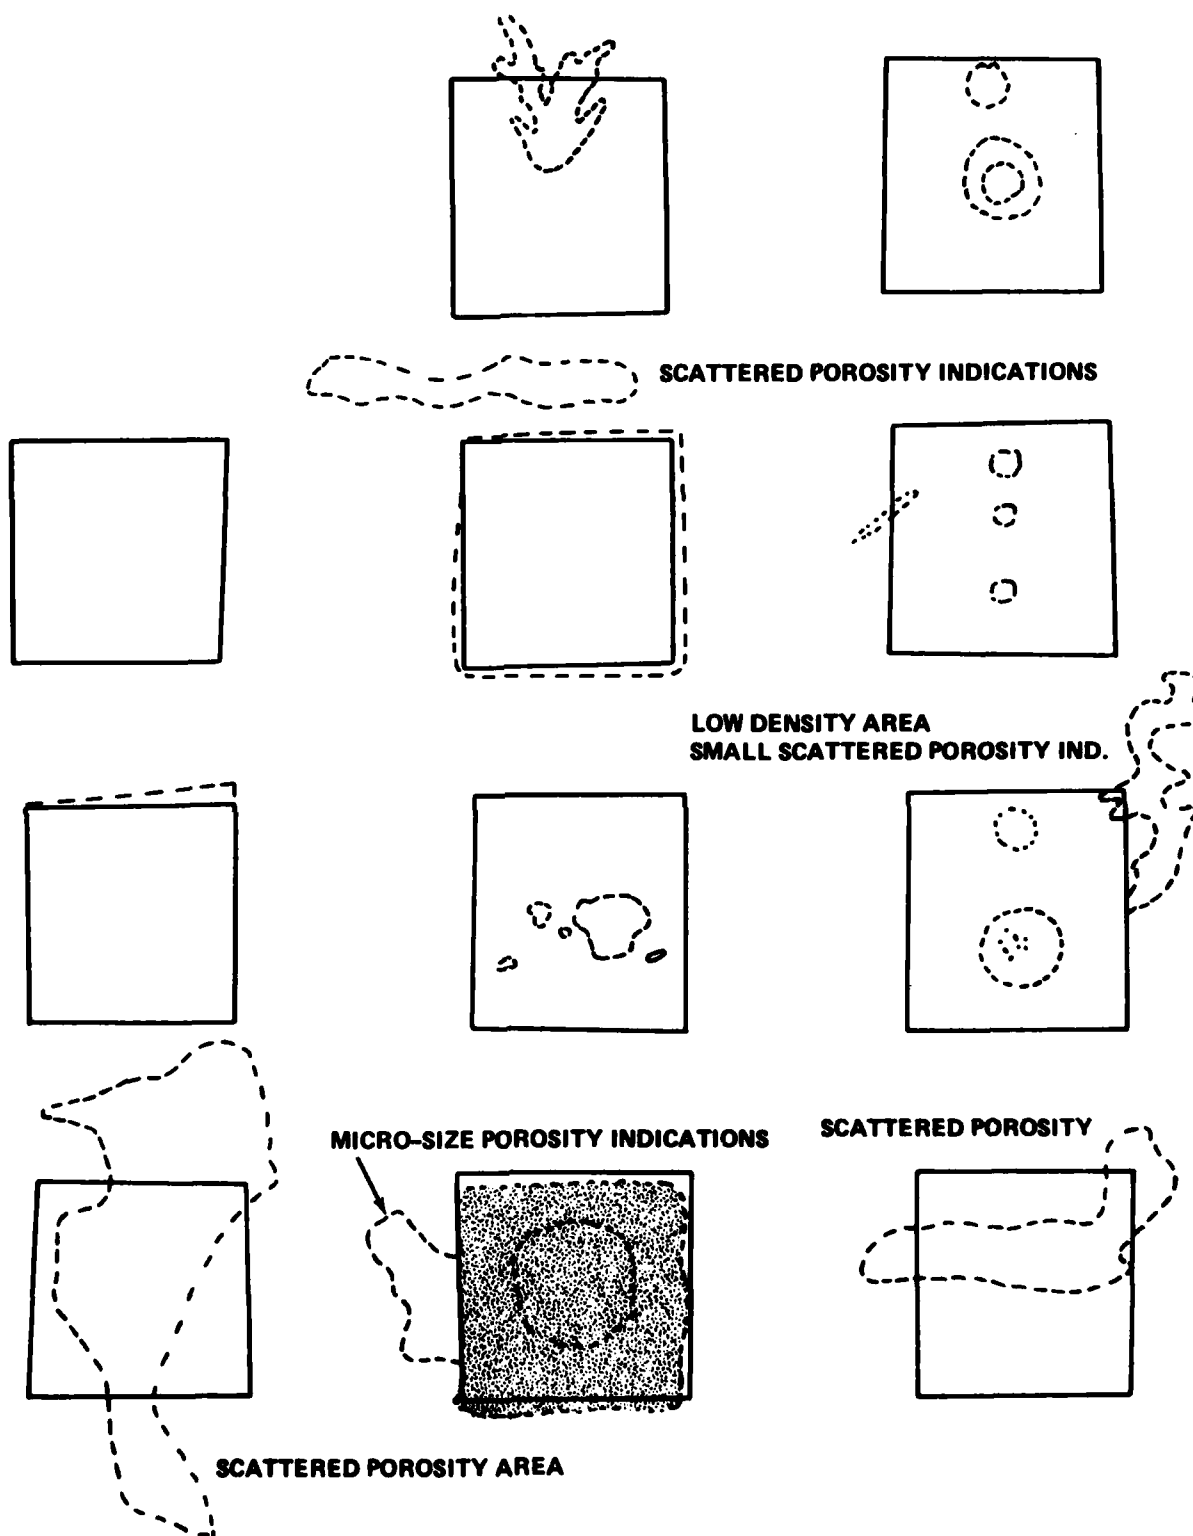 SCATTERED POROSITY INDICATIONS
LOW DENSITY AREA
SMALL SCATTERED POROSITY IND.
MICRO-SIZE POROSITY INDICATIONS
SCATTERED POROSITY
SCATTERED POROSITY AREA